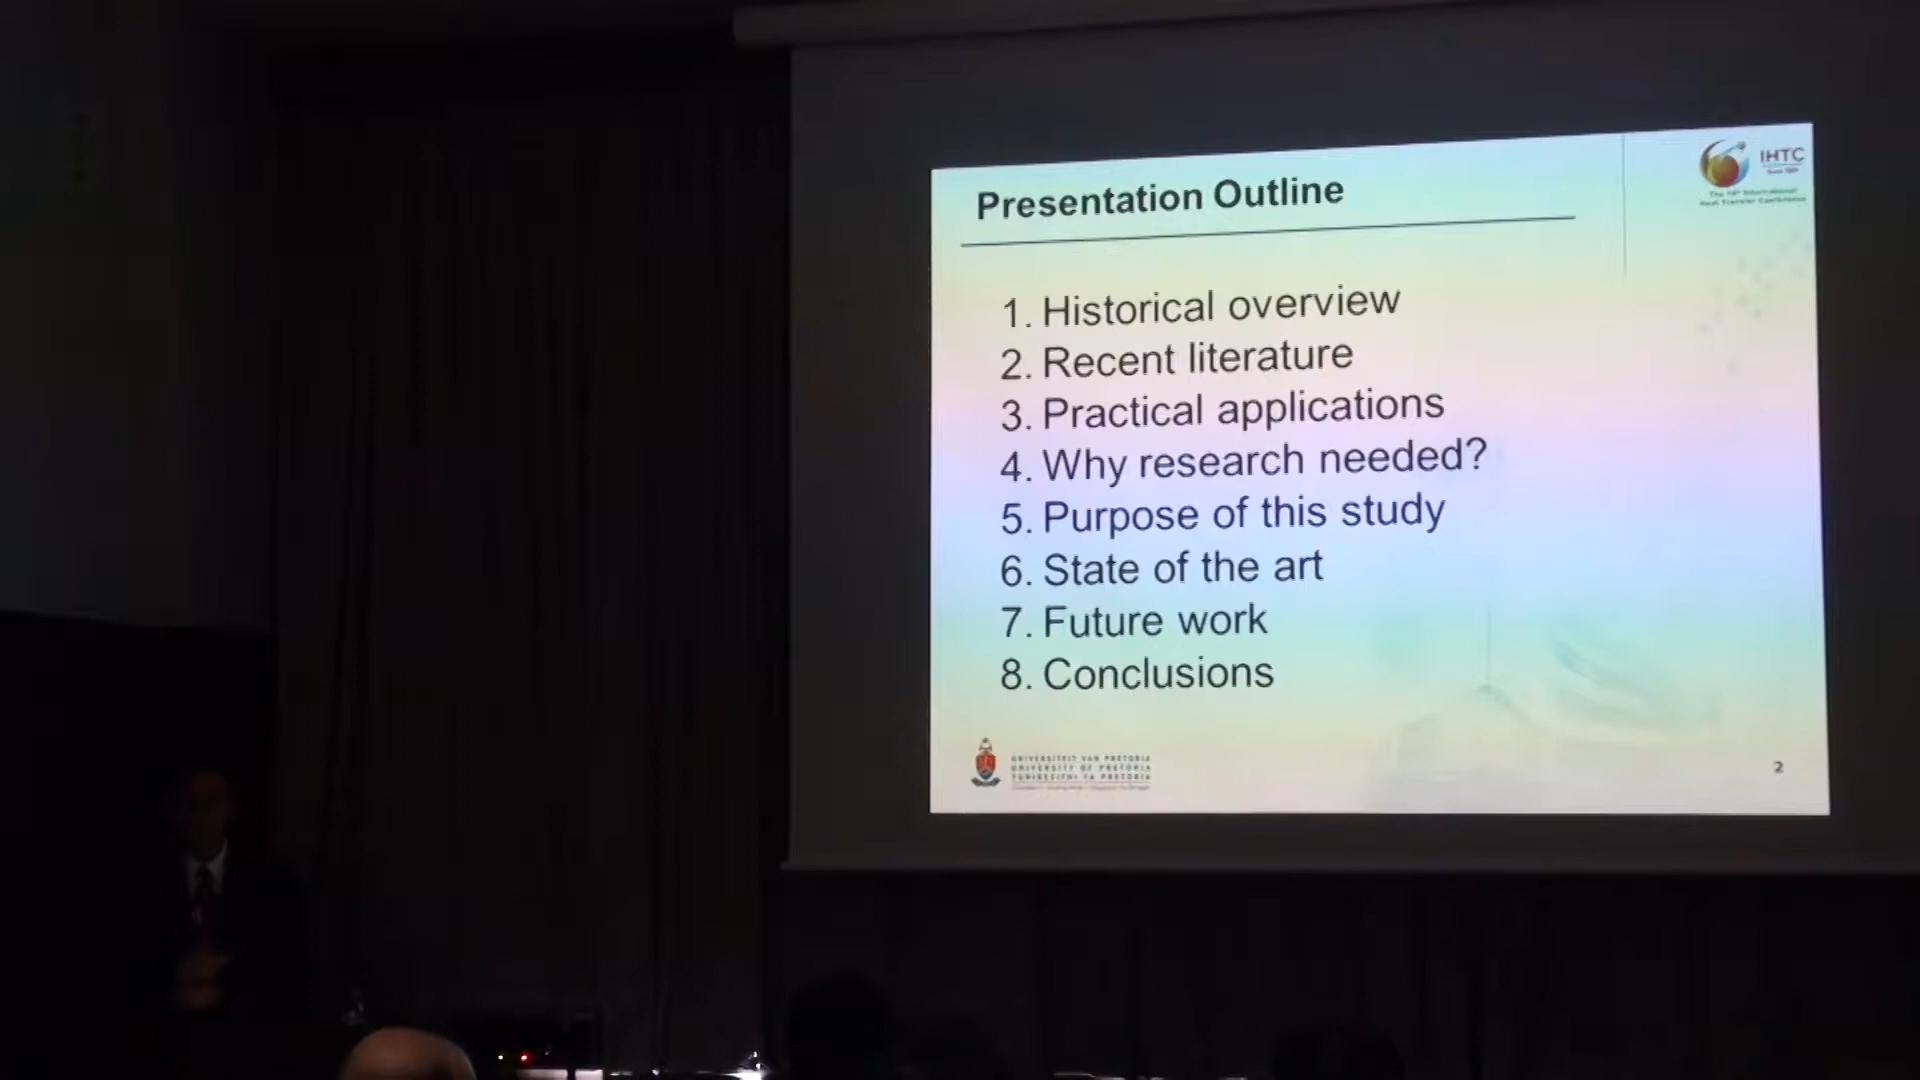 Presentation Outline
IHTC
1. Historical overview
2. Recent literature
3. Practical applications
4. Why research needed?
5. Purpose of this study
6. State of the art
7. Future work
8. Conclusions
UNIVERSITEIT VAN PRETORIA
UNIVERSITY OF PRETORIA
YUNIBESITHI YA PRETORIA
2